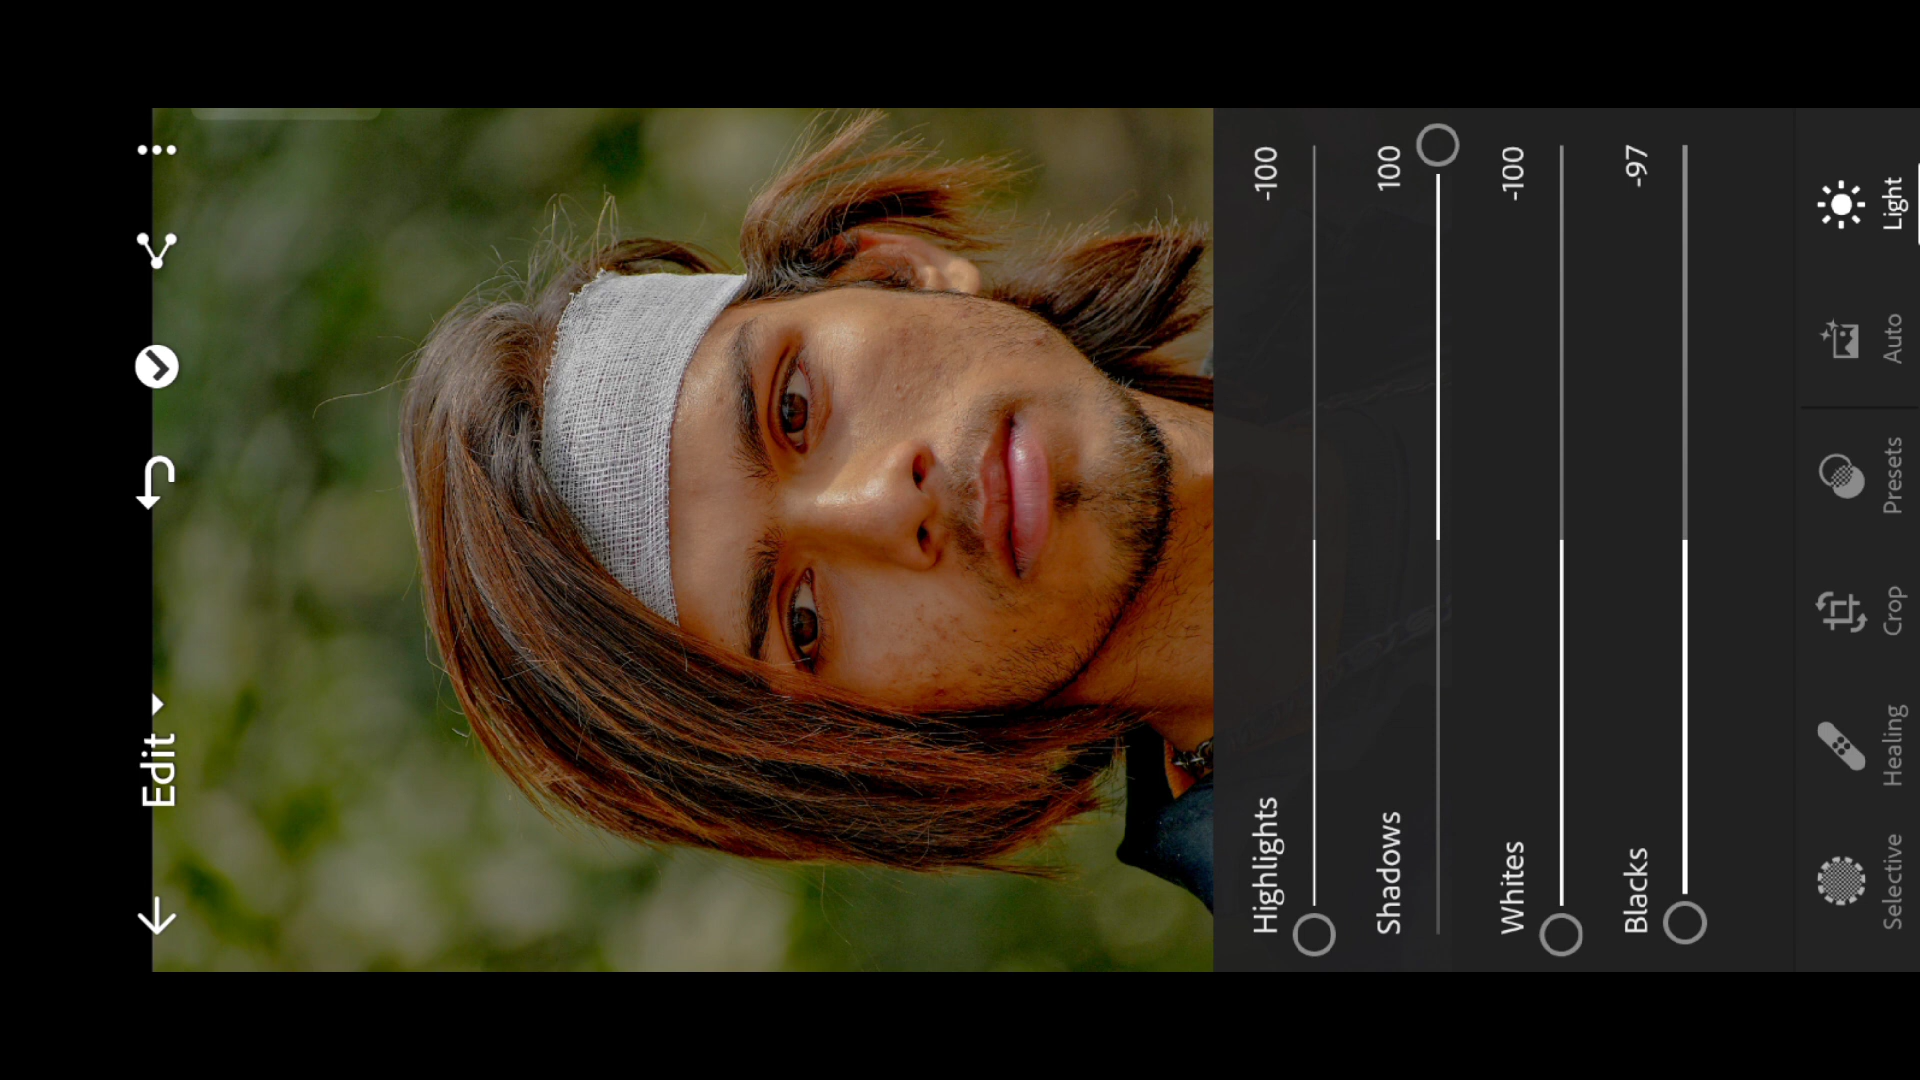 Edit
Highlights -100
Shadows 100
Whites -100
Blacks -97
Selective Healing Crop Presets Auto Light